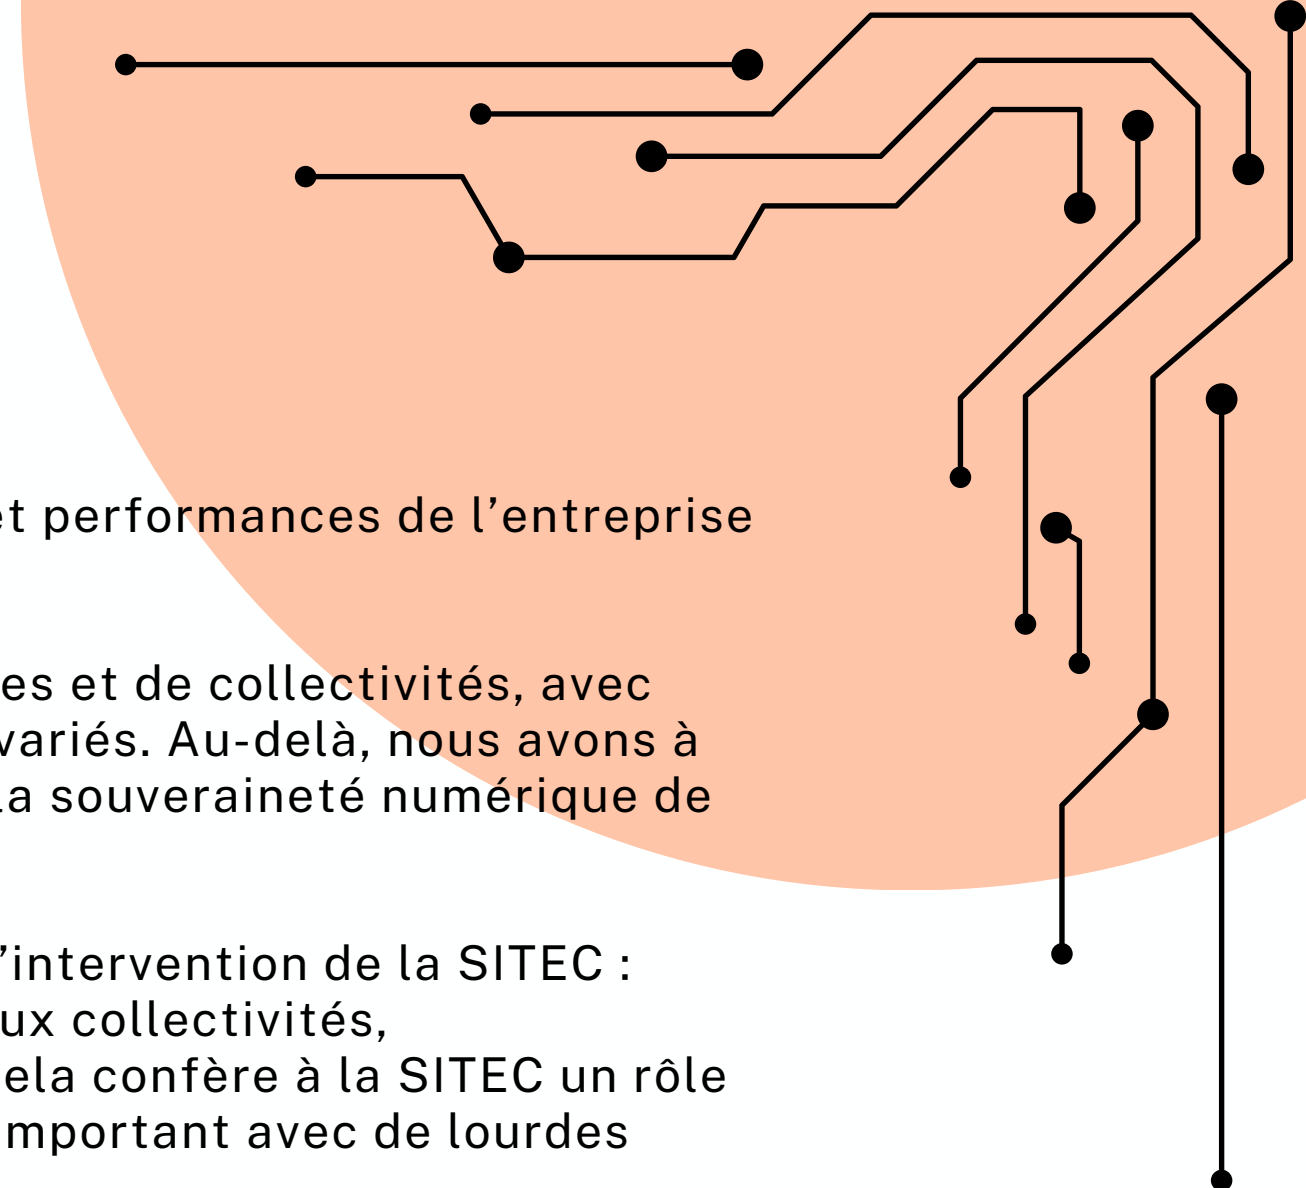 et performances de l’entreprise
es et de collectivités, avec
variés. Au-delà, nous avons à
la souveraineté numérique de
’intervention de la SITEC :
ux collectivités,
ela confère à la SITEC un rôle
mportant avec de lourdes